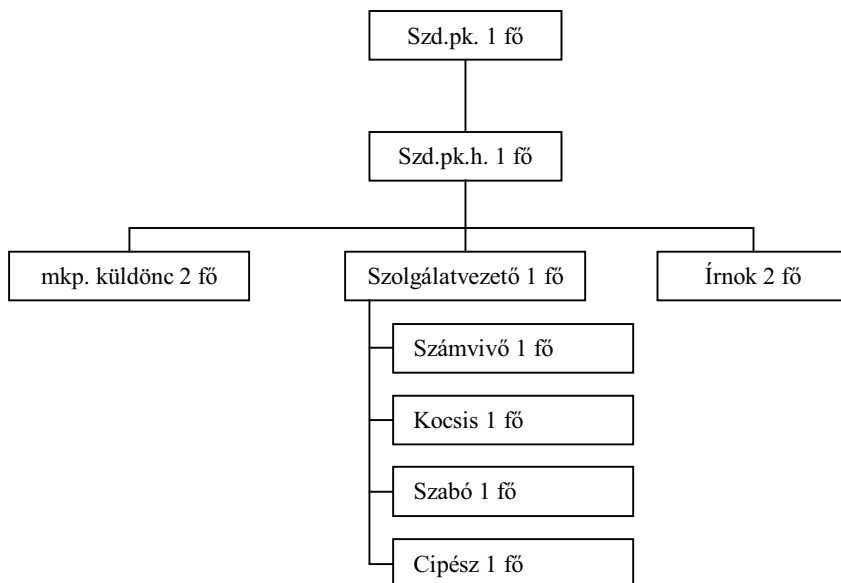 Szd.pk. 1 fő
Szd.pk.h. 1 fő
mkp. küldönc 2 fő
Szolgálatvezető 1 fő
Írnok 2 fő
Számvivő 1 fő
Kocsis 1 fő
Szabó 1 fő
Cipész 1 fő